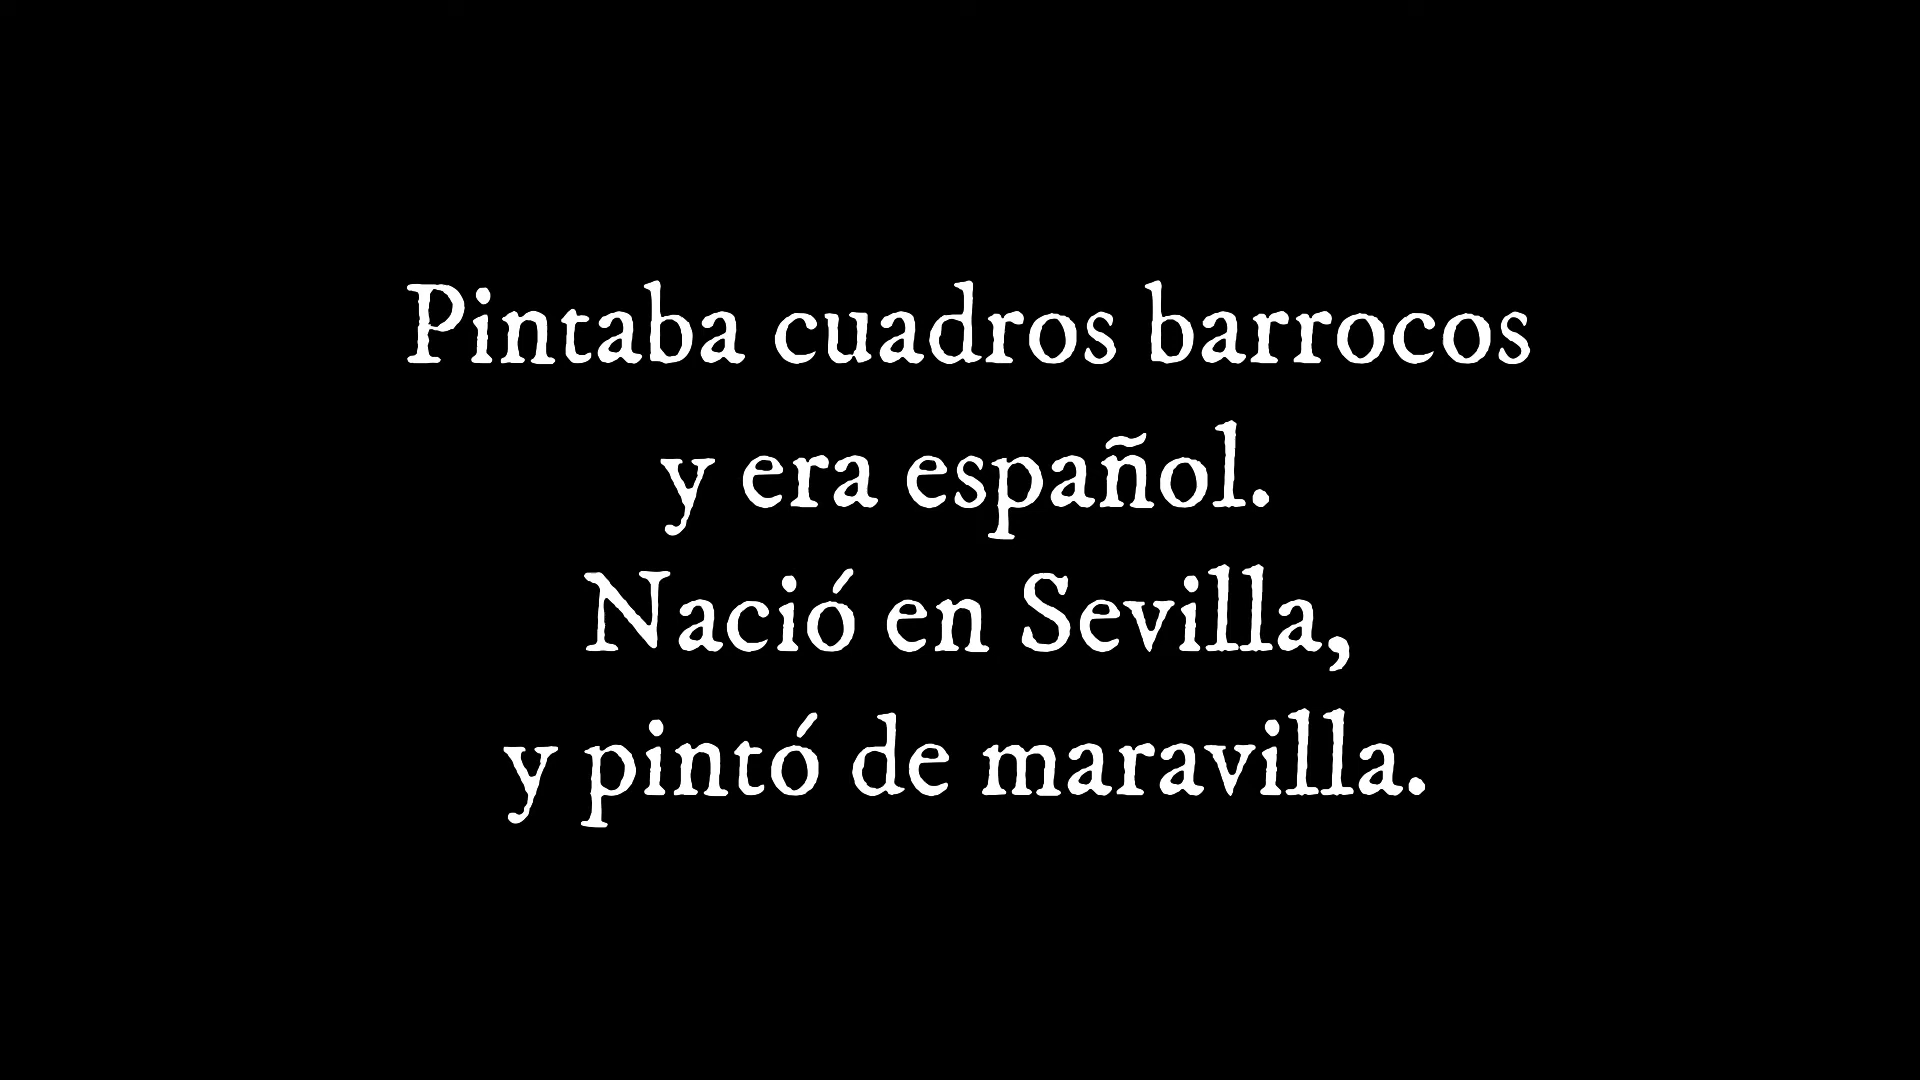 Pintaba cuadros barrocos
y era español.
Nació en Sevilla,
y pintó de maravilla.